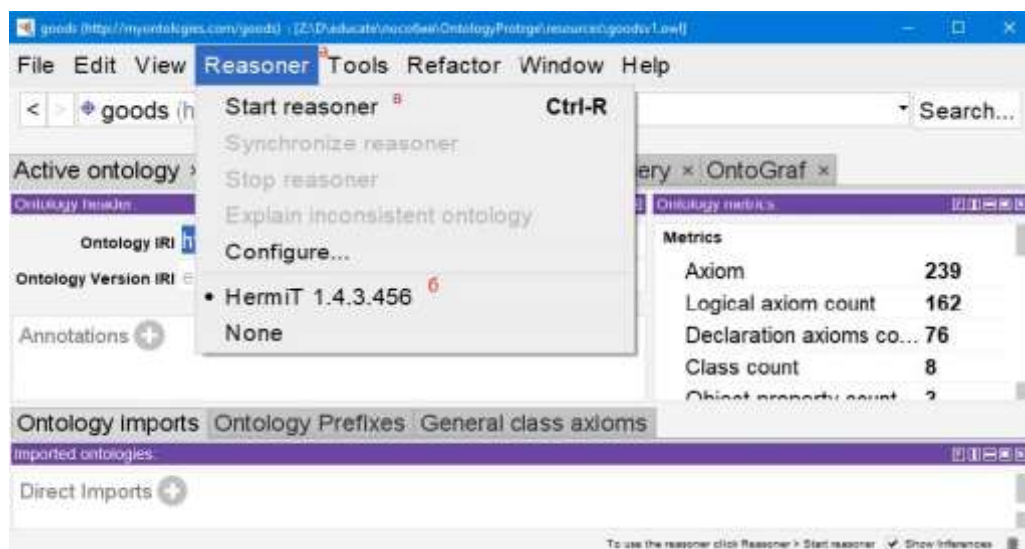 goods (http://myontologies.com/goods) : [Z:\D\educate\пособия\OntologyProtege\resources\goodsv1.owl]
File Edit View Reasoner а Tools Refactor Window Help
< > goods (h Search...
Start reasoner в Ctrl-R
Synchronize reasoner
Stop reasoner
Explain inconsistent ontology
Configure...
• HermiT 1.4.3.456 б
None
Active ontology × ery × OntoGraf ×
Ontology header: Ontology metrics
Ontology IRI h Metrics
Ontology Version IRI e Axiom 239
Logical axiom count 162
Annotations Declaration axioms co... 76
Class count 8
Object property count
Ontology imports Ontology Prefixes General class axioms
Imported ontologies:
Direct Imports
To use the reasoner click Reasoner > Start reasoner Show Inferences